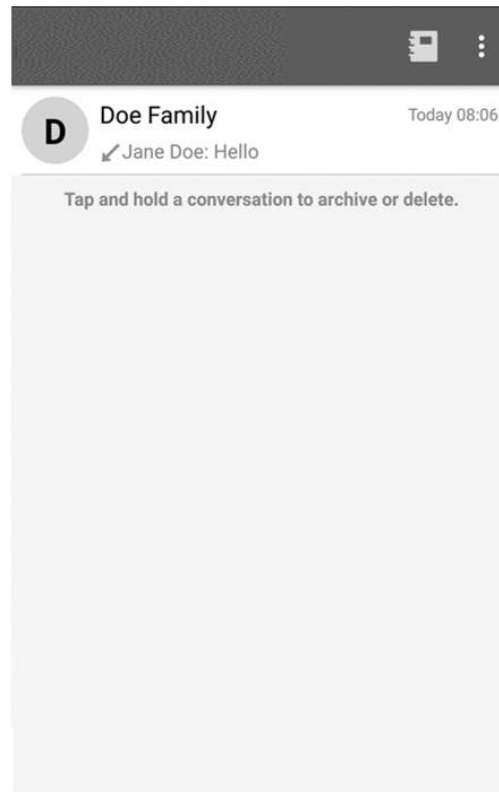 D
Doe Family
Today 08:06
Jane Doe: Hello
Tap and hold a conversation to archive or delete.